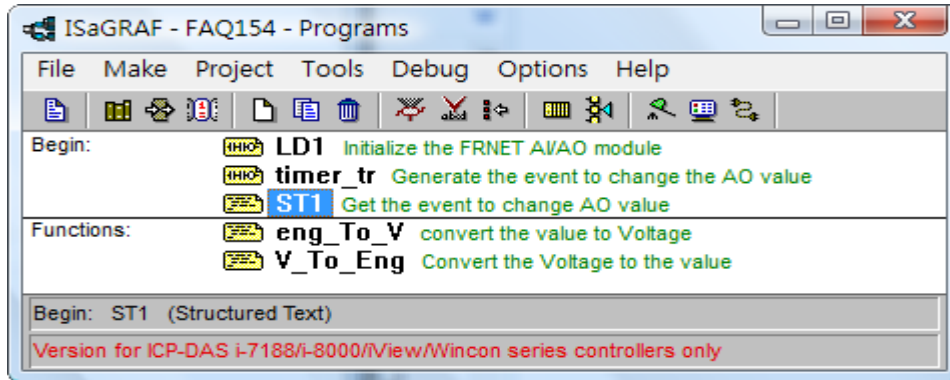 ISaGRAF - FAQ154 - Programs
File Make Project Tools Debug Options Help
Begin: LD1 Initialize the FRNET AI/AO module
timer_tr Generate the event to change the AO value
ST1 Get the event to change AO value
Functions: eng_To_V convert the value to Voltage
V_To_Eng Convert the Voltage to the value
Begin: ST1 (Structured Text)
Version for ICP-DAS i-7188/i-8000/iView/Wincon series controllers only